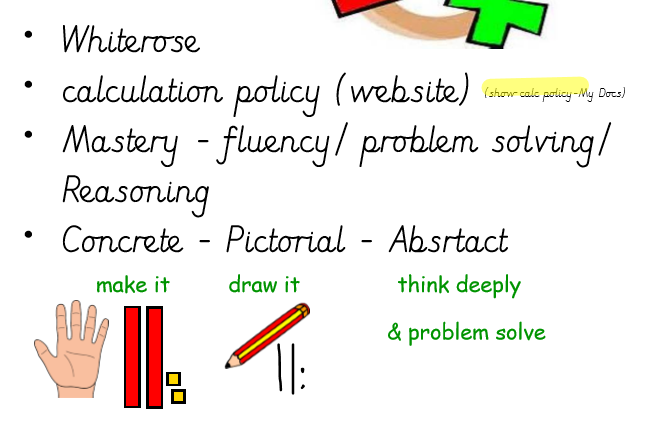 • Whiterose
• calculation policy (website) (show calc policy-My Docs)
• Mastery - fluency/ problem solving/
Reasoning
• Concrete - Pictorial - Absrtact
make it draw it think deeply
& problem solve